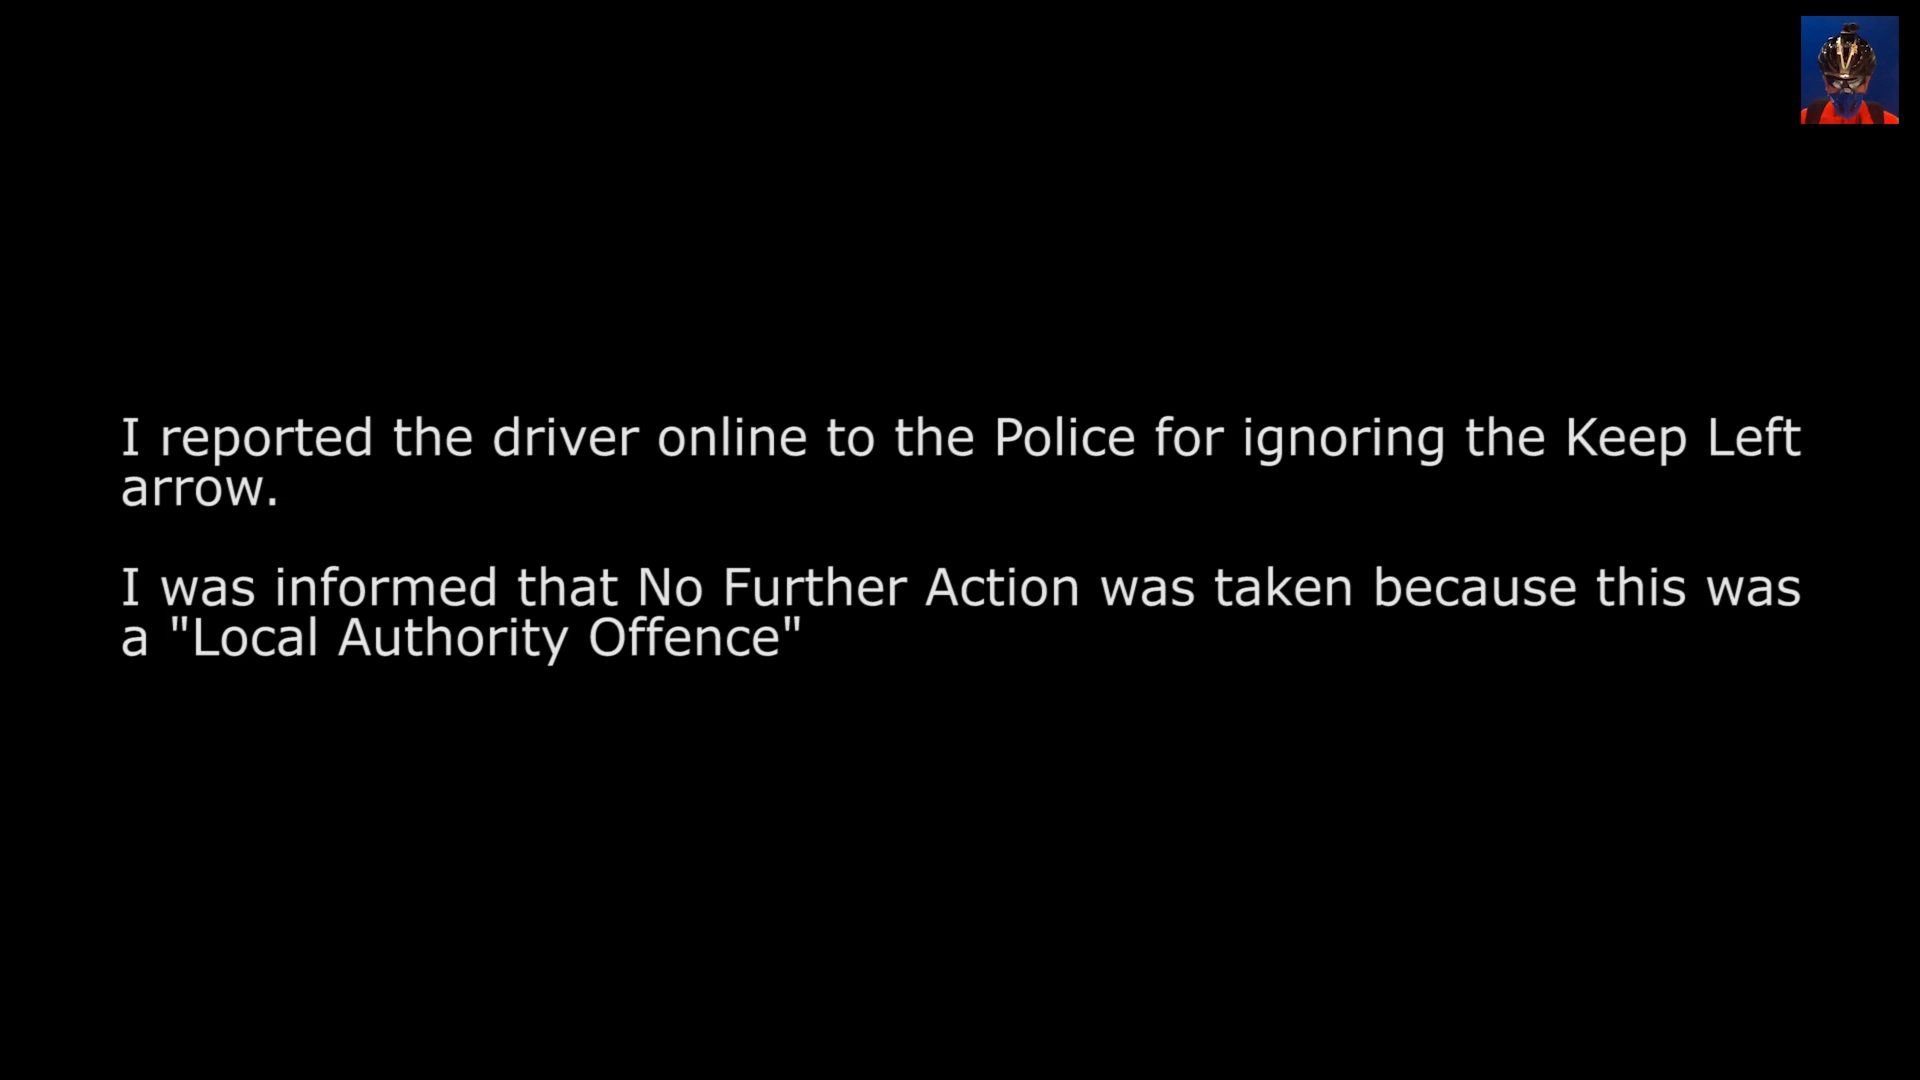 I reported the driver online to the Police for ignoring the Keep Left
arrow.
I was informed that No Further Action was taken because this was
a "Local Authority Offence"